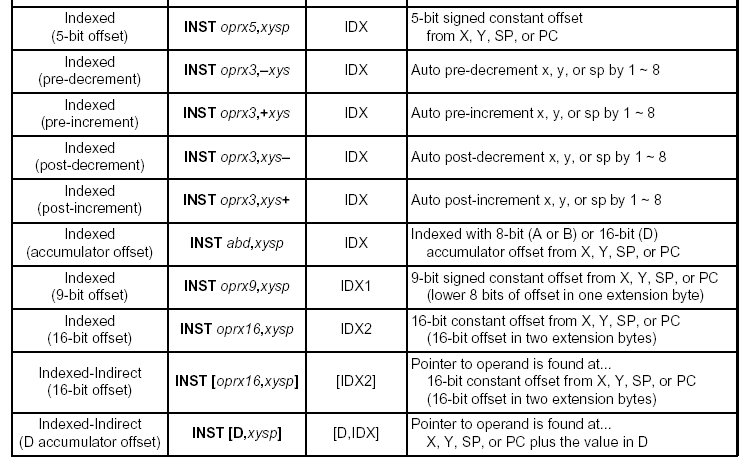 Indexed
(5-bit offset)
INST oprx5,xysp
IDX
5-bit signed constant offset
from X, Y, SP, or PC
Indexed
(pre-decrement)
INST oprx3,–xys
IDX
Auto pre-decrement x, y, or sp by 1 ~ 8
Indexed
(pre-increment)
INST oprx3,+xys
IDX
Auto pre-increment x, y, or sp by 1 ~ 8
Indexed
(post-decrement)
INST oprx3,xys–
IDX
Auto post-decrement x, y, or sp by 1 ~ 8
Indexed
(post-increment)
INST oprx3,xys+
IDX
Auto post-increment x, y, or sp by 1 ~ 8
Indexed
(accumulator offset)
INST abd,xysp
IDX
Indexed with 8-bit (A or B) or 16-bit (D)
accumulator offset from X, Y, SP, or PC
Indexed
(9-bit offset)
INST oprx9,xysp
IDX1
9-bit signed constant offset from X, Y, SP, or PC
(lower 8 bits of offset in one extension byte)
Indexed
(16-bit offset)
INST oprx16,xysp
IDX2
16-bit constant offset from X, Y, SP, or PC
(16-bit offset in two extension bytes)
Indexed-Indirect
(16-bit offset)
INST [oprx16,xysp]
[IDX2]
Pointer to operand is found at...
16-bit constant offset from X, Y, SP, or PC
(16-bit offset in two extension bytes)
Indexed-Indirect
(D accumulator offset)
INST [D,xysp]
[D,IDX]
Pointer to operand is found at...
X, Y, SP, or PC plus the value in D